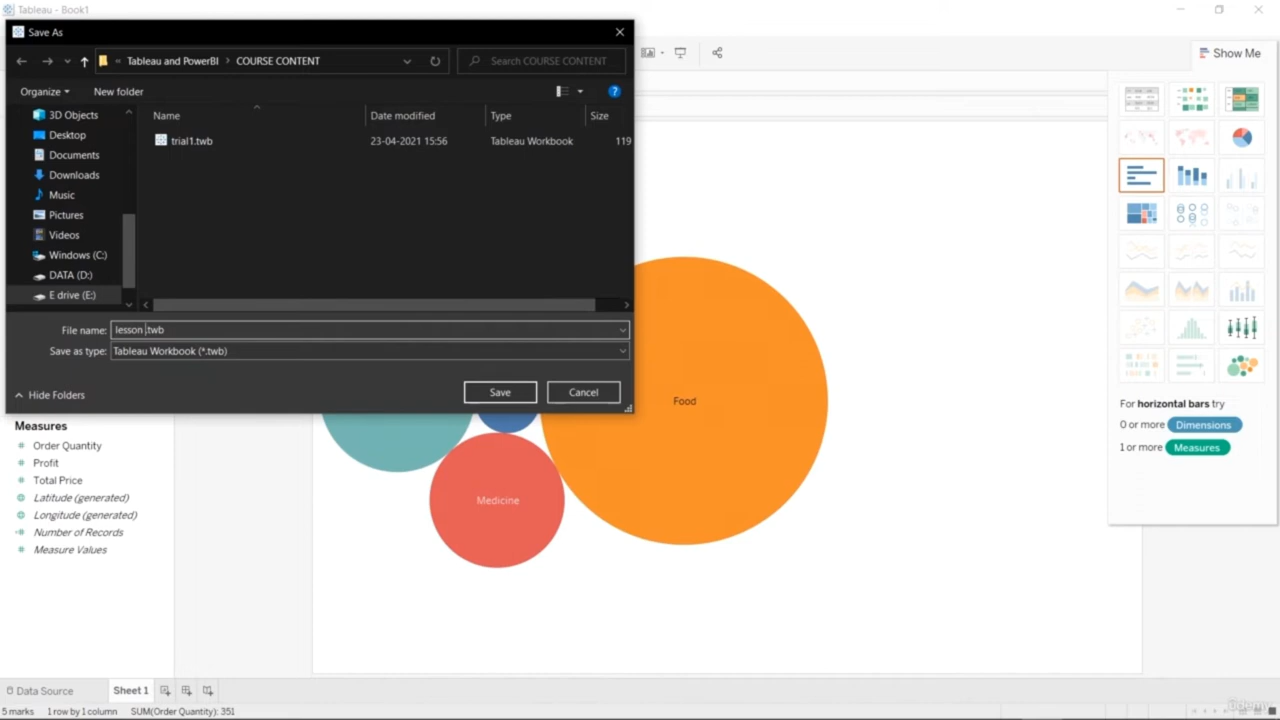 Tableau - Book1
Save As
« Tableau and PowerBI > COURSE CONTENT
Search COURSE CONTENT
Organize
New folder
?
3D Objects
Desktop
Documents
Downloads
Music
Pictures
Videos
Windows (C:)
DATA (D:)
E drive (E:)
Name
Date modified
Type
Size
trial1.twb
23-04-2021 15:56
Tableau Workbook
119
File name:
lesson .twb
Save as type:
Tableau Workbook (*.twb)
Hide Folders
Save
Cancel
Show Me
For horizontal bars try
0 or more Dimensions
1 or more Measures
Food
Medicine
Measures
Order Quantity
Profit
Total Price
Latitude (generated)
Longitude (generated)
Number of Records
Measure Values
Data Source
Sheet 1
5 marks
1 row by 1 column
SUM(Order Quantity): 351